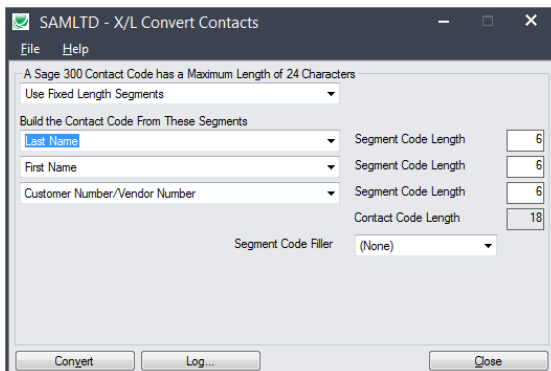 SAMLTD - X/L Convert Contacts
File Help
A Sage 300 Contact Code has a Maximum Length of 24 Characters
Use Fixed Length Segments
Build the Contact Code From These Segments
Last Name Segment Code Length 6
First Name Segment Code Length 6
Customer Number/Vendor Number Segment Code Length 6
Contact Code Length 18
Segment Code Filler (None)
Convert Log... Close